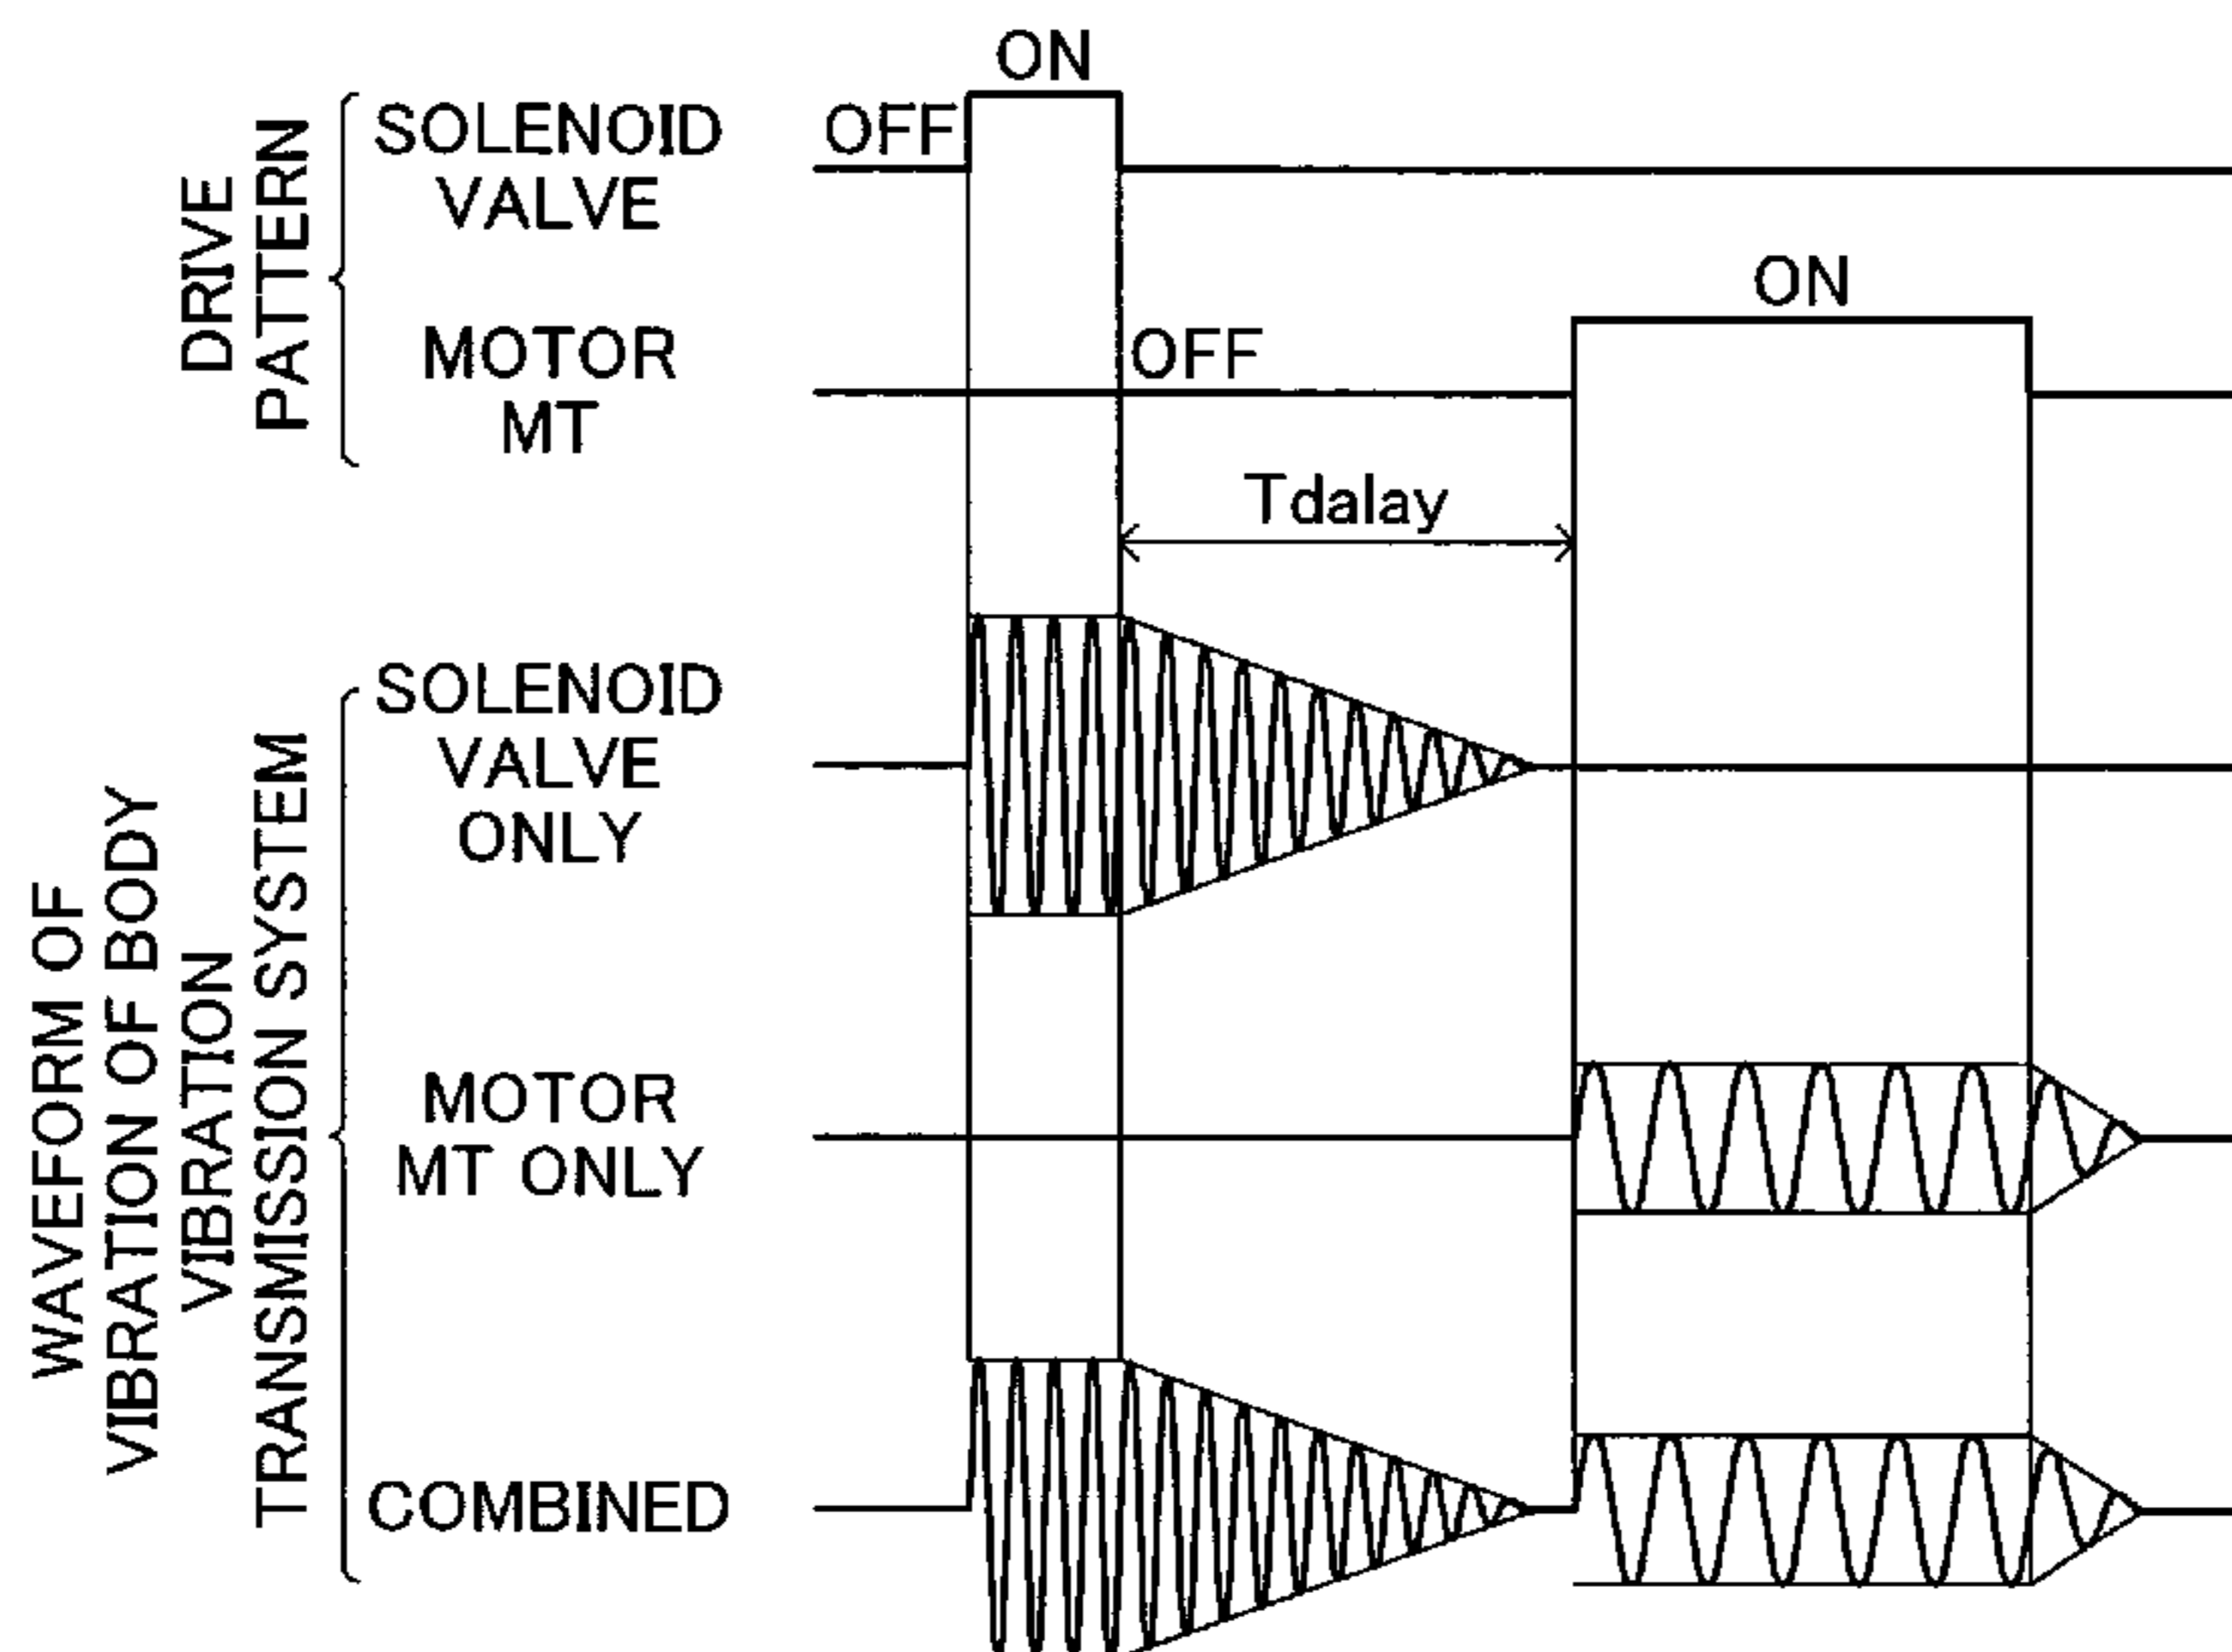 ON
OFF
SOLENOID
VALVE
DRIVE
PATTERN
ON
OFF
MOTOR
MT
Tdalay
SOLENOID
VALVE
ONLY
WAVEFORM OF
VIBRATION OF BODY
VIBRATION
TRANSMISSION SYSTEM
MOTOR
MT ONLY
COMBINED